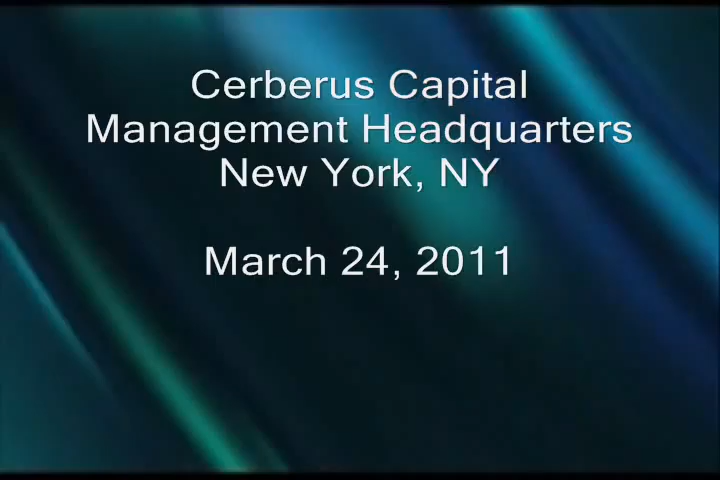 Cerberus Capital
Management Headquarters
New York, NY
March 24, 2011